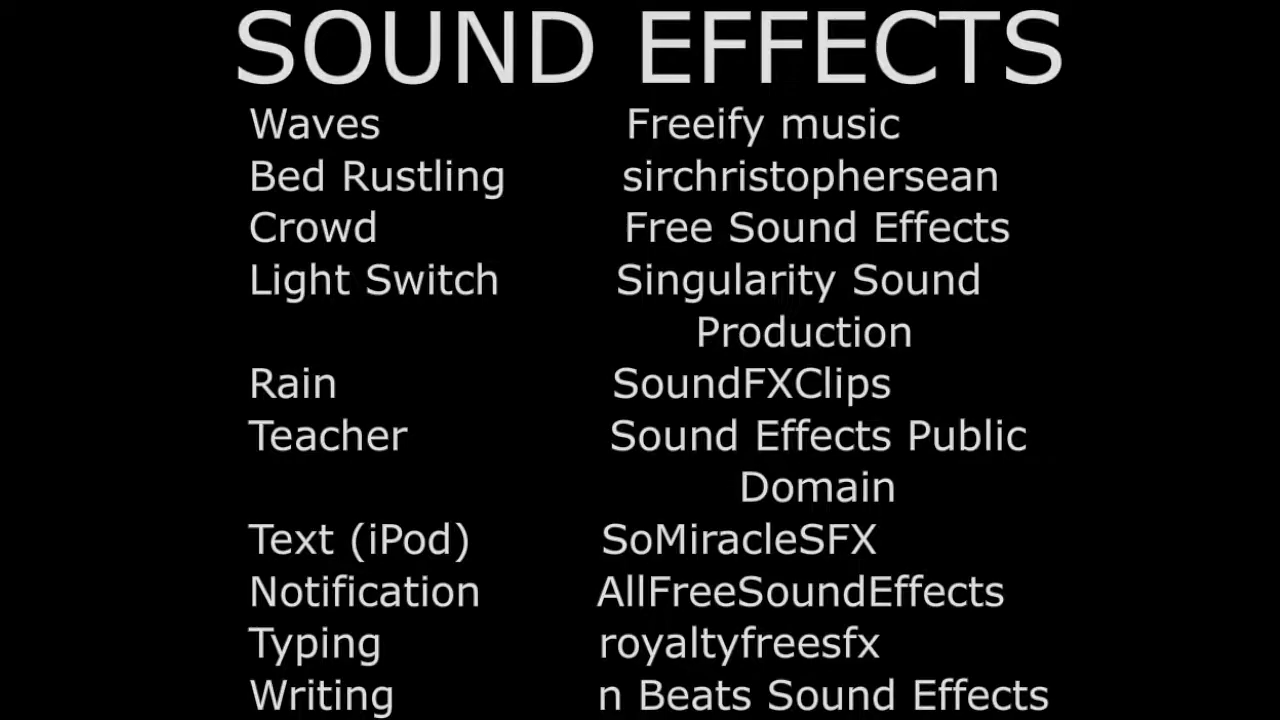 SOUND EFFECTS
Waves Freeify music
Bed Rustling sirchristophersean
Crowd Free Sound Effects
Light Switch Singularity Sound
Production
Rain SoundFXClips
Teacher Sound Effects Public
Domain
Text (iPod) SoMiracleSFX
Notification AllFreeSoundEffects
Typing royaltyfreesfx
Writing n Beats Sound Effects